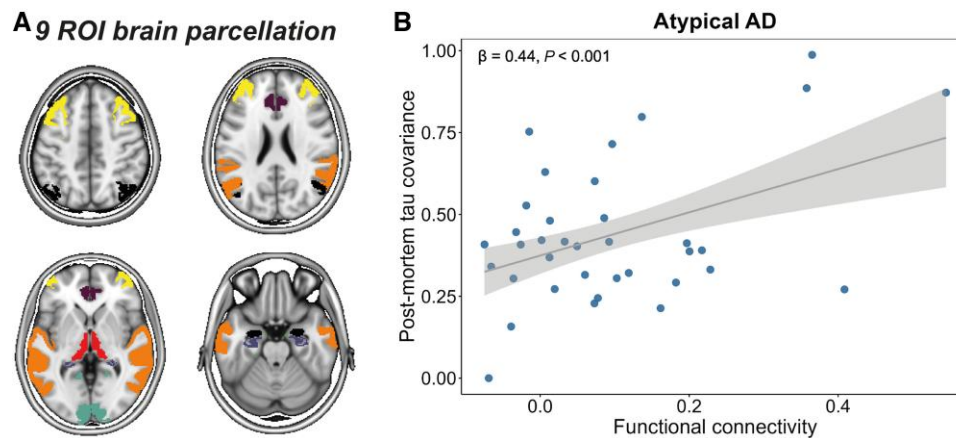 A
9 ROI brain parcellation
B
Atypical AD
β = 0.44, P < 0.001
1.00
0.75
0.50
0.25
0.00
Post-mortem tau covariance
0.0
0.2
0.4
Functional connectivity